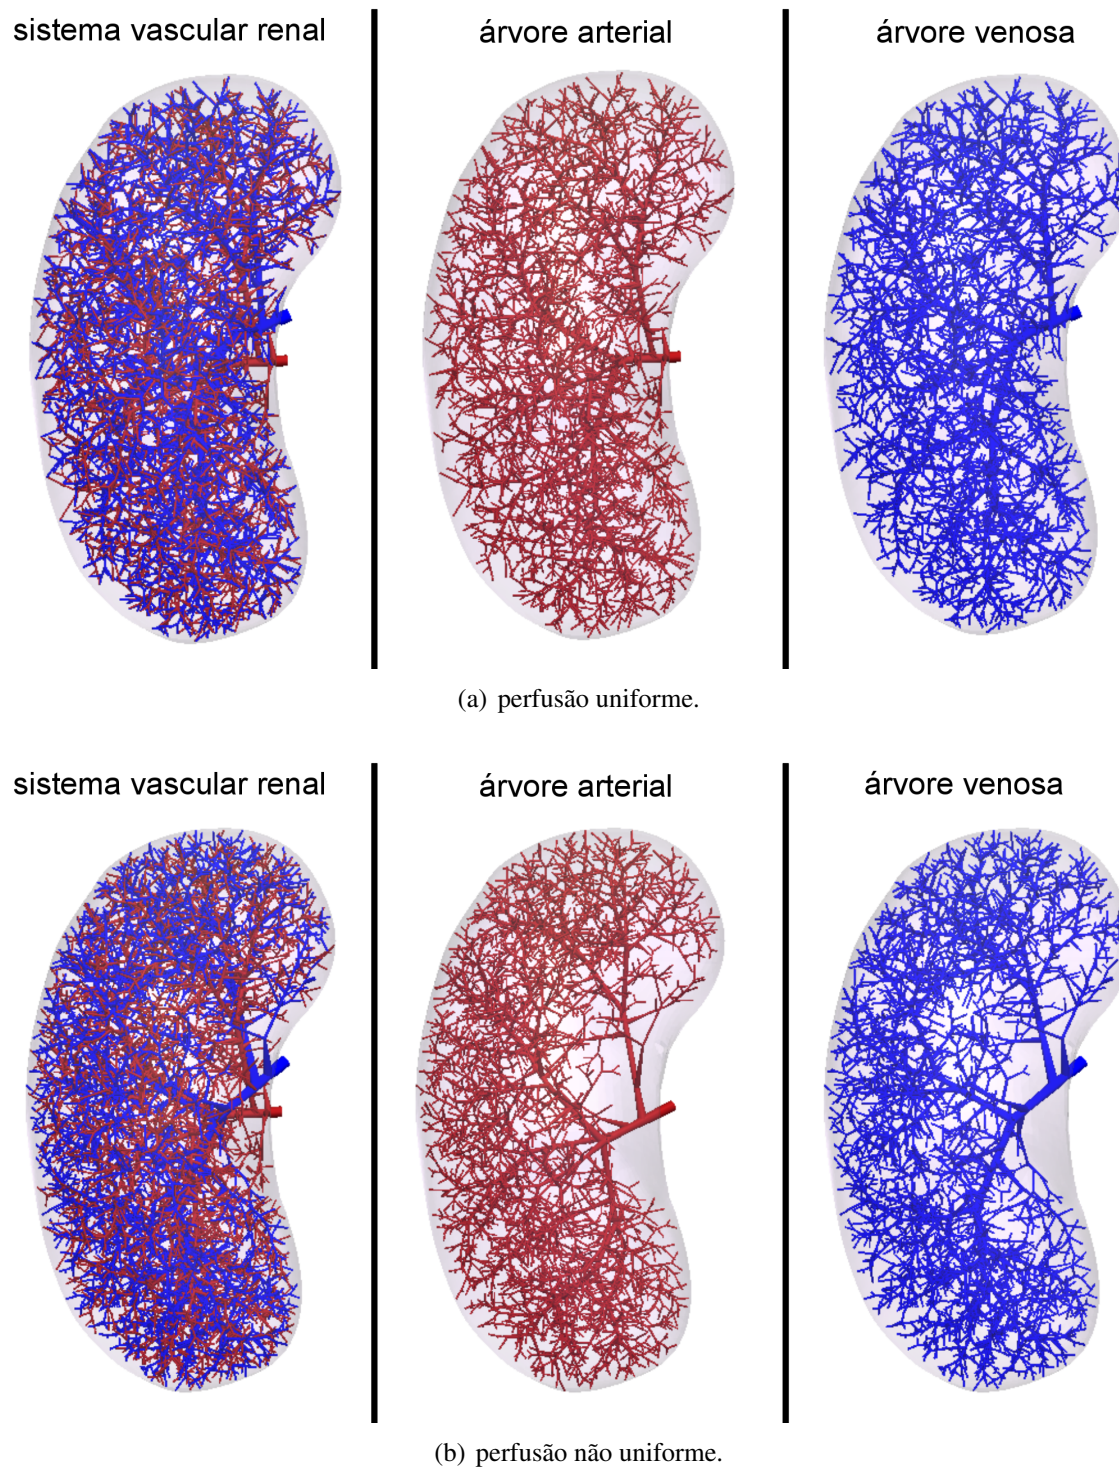 sistema vascular renal
árvore arterial
árvore venosa
(a) perfusão uniforme.
sistema vascular renal
árvore arterial
árvore venosa
(b) perfusão não uniforme.